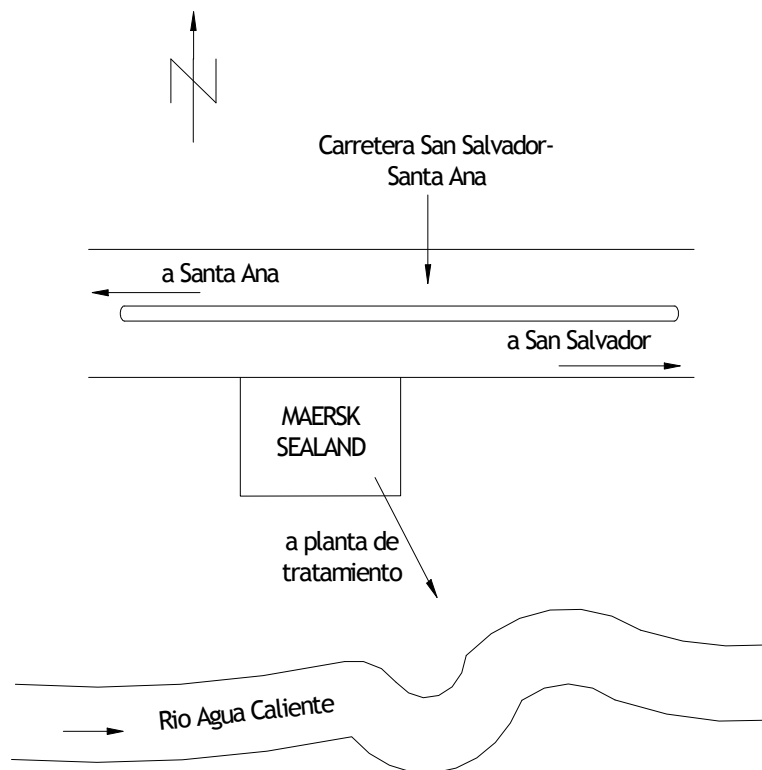 Carretera San Salvador-
Santa Ana
a Santa Ana
a San Salvador
MAERSK
SEALAND
a planta de
tratamiento
Rio Agua Caliente